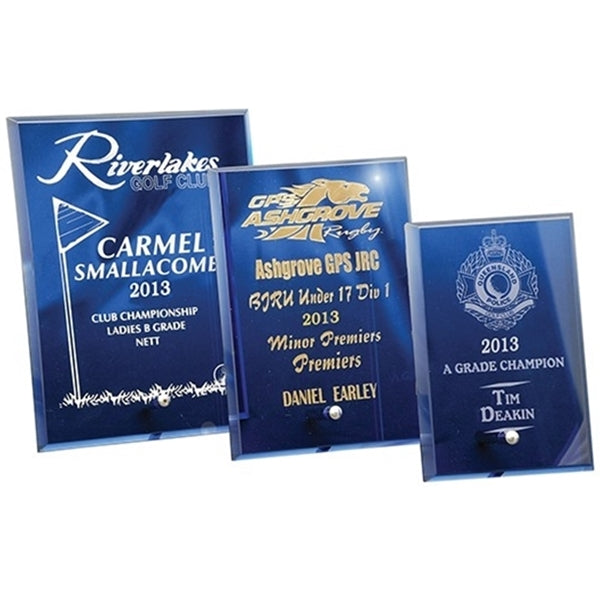 Riverlakes
GOLF CLUB
CARMEL
SMALLACOMBE
2013
CLUB CHAMPIONSHIP
LADIES B GRADE
NETT
GPS
ASHGROVE
Rugby
Ashgrove GPS JRC
BJRU Under 17 Div 1
2013
Minor Premiers
Premiers
DANIEL EARLEY
QUEENSLAND
2013
A GRADE CHAMPION
TIM
DEAKIN